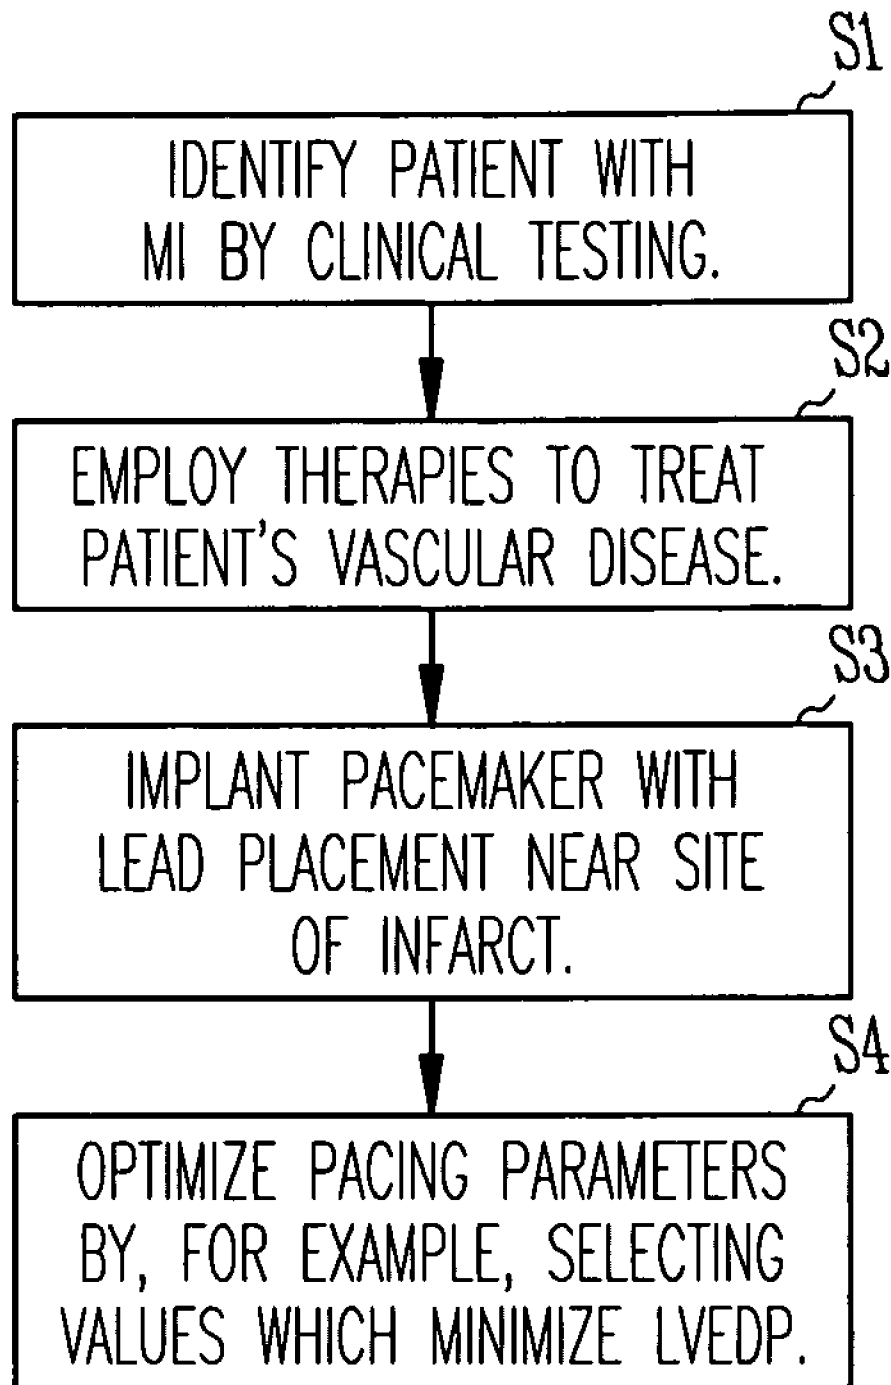 S1
IDENTIFY PATIENT WITH
MI BY CLINICAL TESTING.
S2
EMPLOY THERAPIES TO TREAT
PATIENT'S VASCULAR DISEASE.
S3
IMPLANT PACEMAKER WITH
LEAD PLACEMENT NEAR SITE
OF INFARCT.
S4
OPTIMIZE PACING PARAMETERS
BY, FOR EXAMPLE, SELECTING
VALUES WHICH MINIMIZE LVEDP.